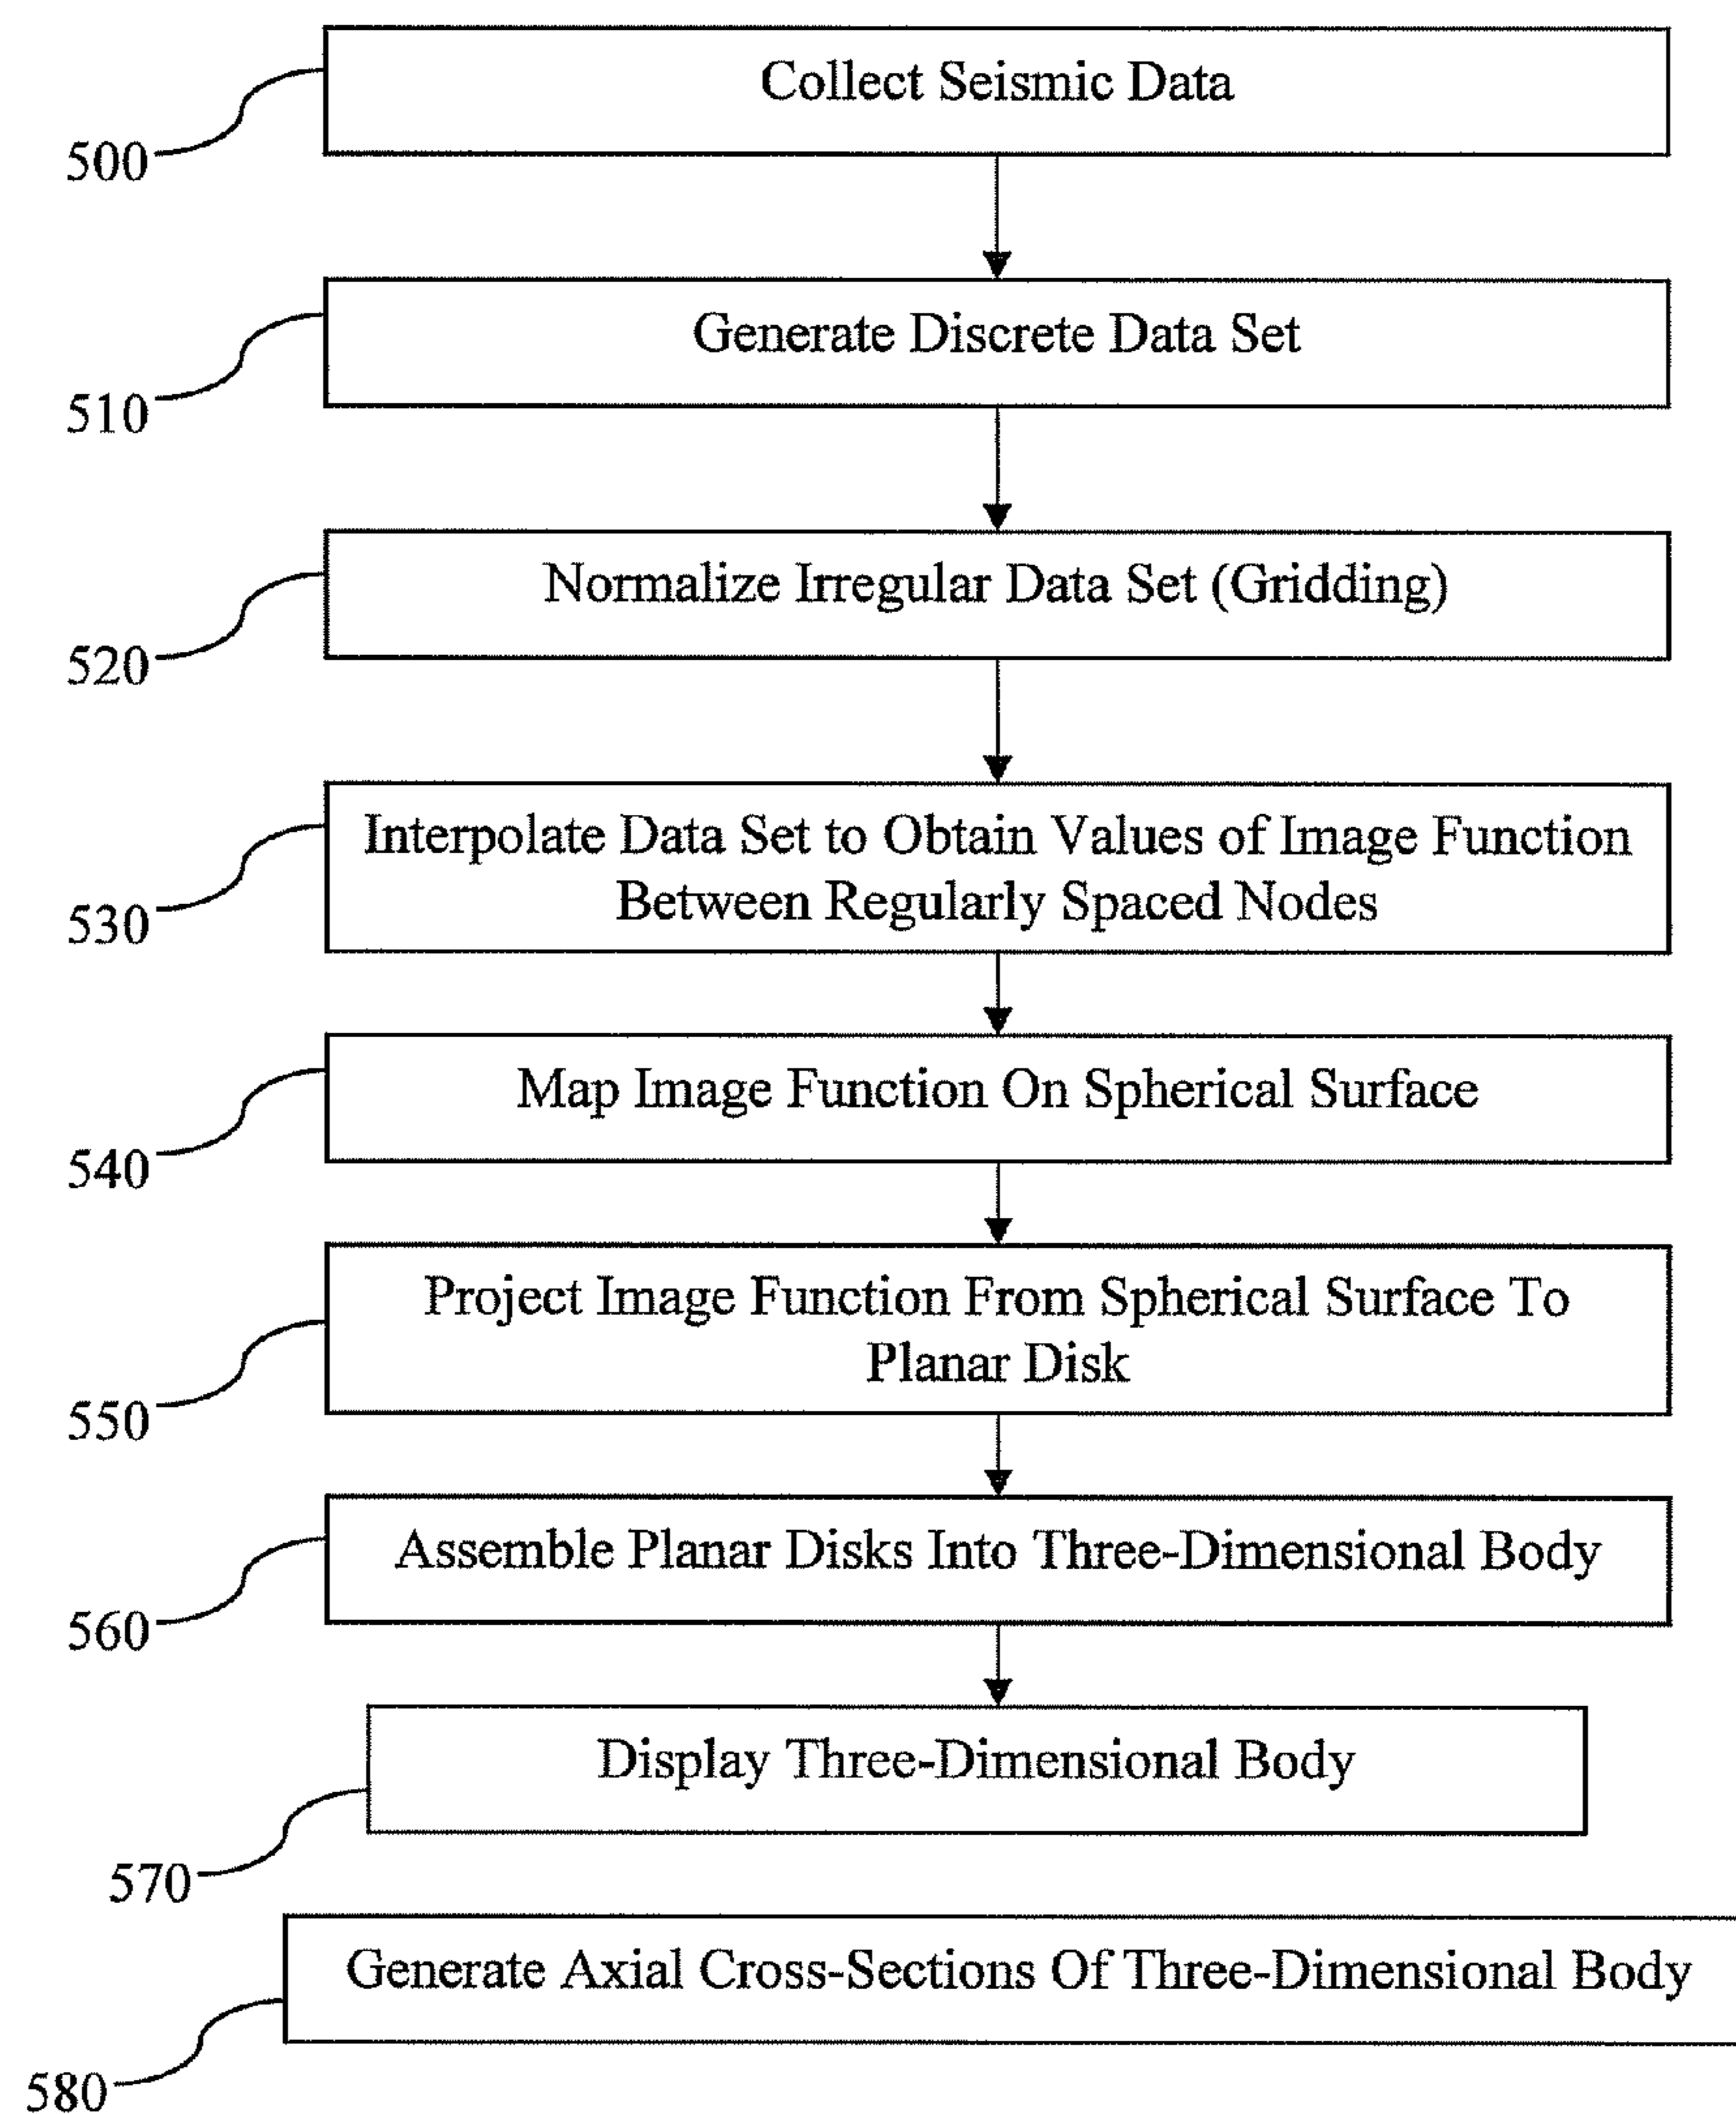 Collect Seismic Data
500
Generate Discrete Data Set
510
Normalize Irregular Data Set (Gridding)
520
Interpolate Data Set to Obtain Values of Image Function
Between Regularly Spaced Nodes
530
Map Image Function On Spherical Surface
540
Project Image Function From Spherical Surface To
Planar Disk
550
Assemble Planar Disks Into Three-Dimensional Body
560
Display Three-Dimensional Body
570
Generate Axial Cross-Sections Of Three-Dimensional Body
580